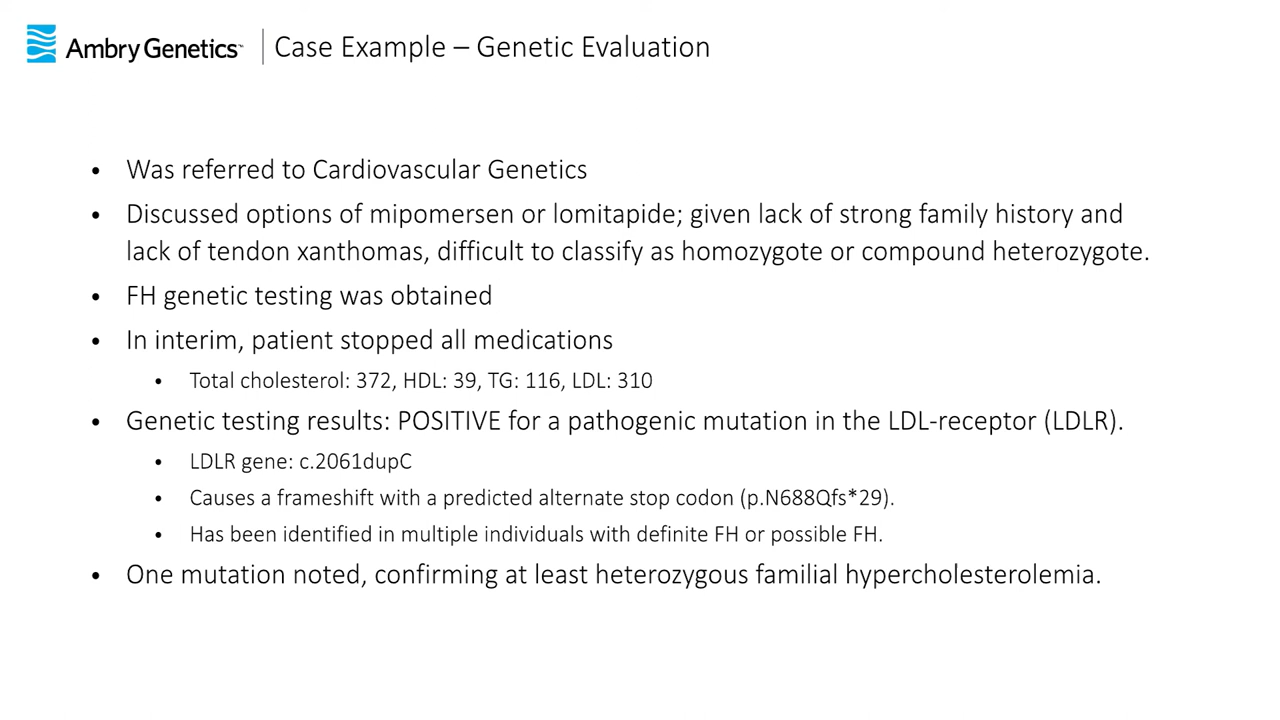 Ambry Genetics™ | Case Example – Genetic Evaluation
• Was referred to Cardiovascular Genetics
• Discussed options of mipomersen or lomitapide; given lack of strong family history and
lack of tendon xanthomas, difficult to classify as homozygote or compound heterozygote.
• FH genetic testing was obtained
• In interim, patient stopped all medications
• Total cholesterol: 372, HDL: 39, TG: 116, LDL: 310
• Genetic testing results: POSITIVE for a pathogenic mutation in the LDL-receptor (LDLR).
• LDLR gene: c.2061dupC
• Causes a frameshift with a predicted alternate stop codon (p.N688Qfs*29).
• Has been identified in multiple individuals with definite FH or possible FH.
• One mutation noted, confirming at least heterozygous familial hypercholesterolemia.